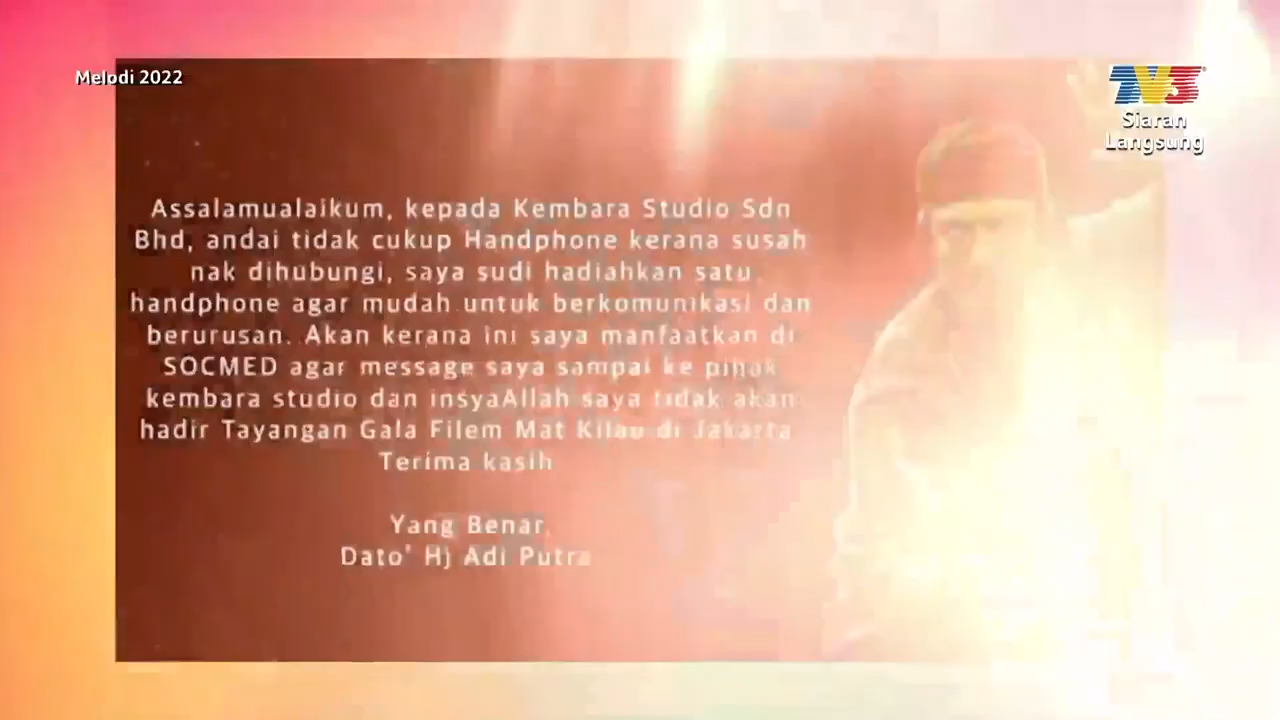 Melodi 2022
TV3
Siaran
Langsung
Assalamualaikum, kepada Kembara Studio Sdn
Bhd, andai tidak cukup Handphone kerana susah
nak dihubungi, saya sudi hadiahkan satu
handphone agar mudah untuk berkomunikasi dan
berurusan. Akan kerana ini saya manfaatkan di
SOCMED agar message saya sampai ke pihak
kembara studio dan insyaAllah saya tidak akan
hadir Tayangan Gala Filem Mat Kilau di Jakarta
Terima kasih
Yang Benar,
Dato' Hj Adi Putra